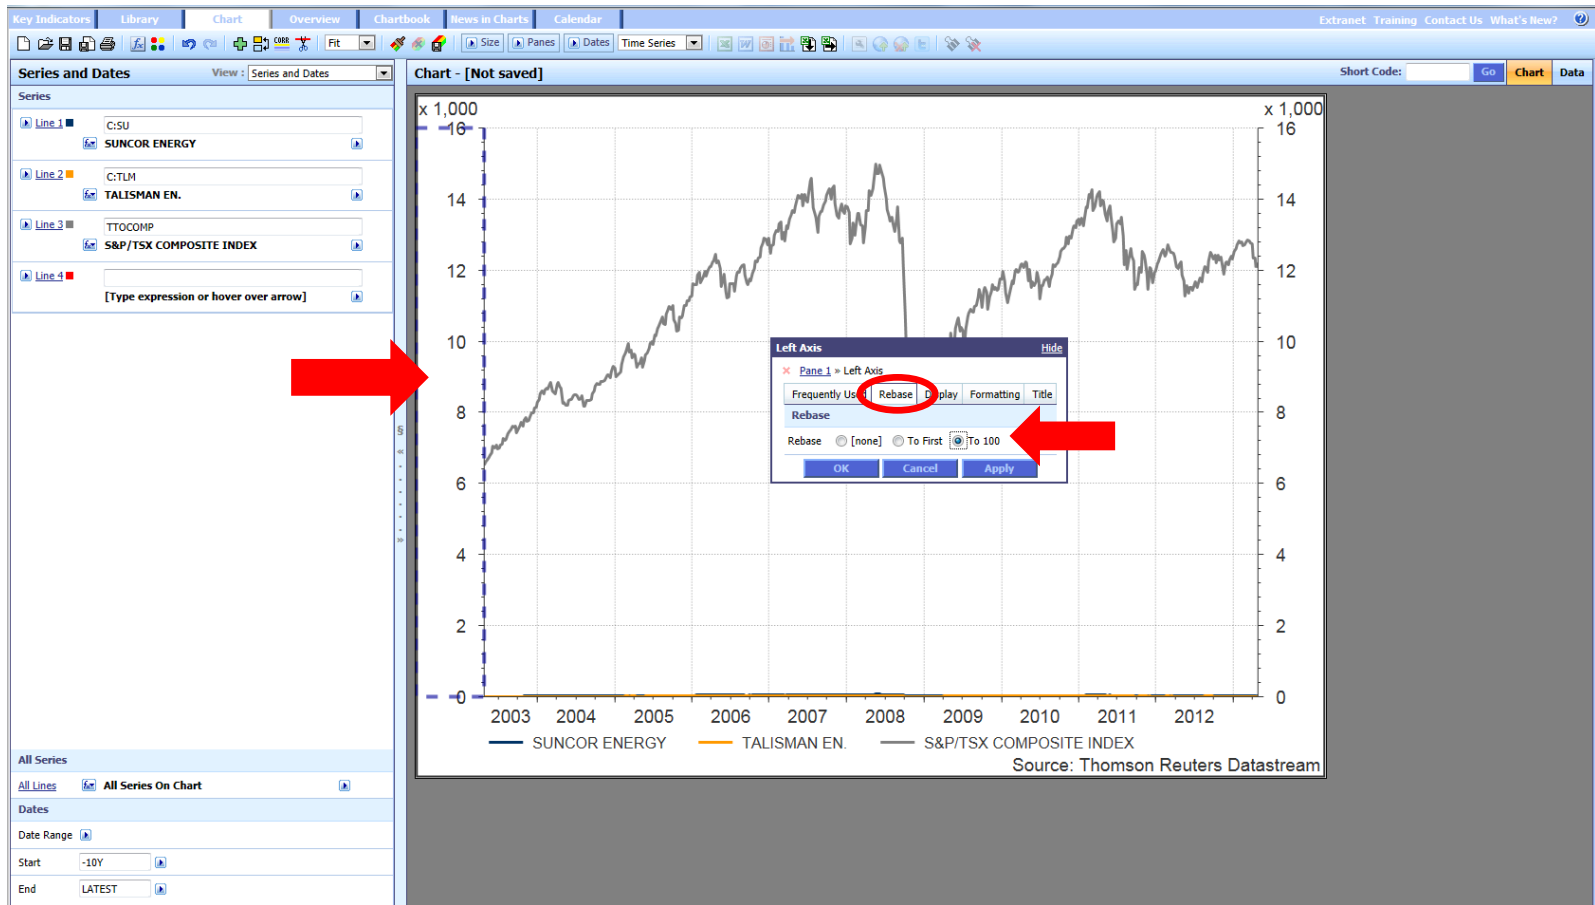 Key Indicators Library Chart Overview Chartbook News in Charts Calendar Extranet Training Contact Us What's New?
CORR Fit Size Panes Dates Time Series
Series and Dates View : Series and Dates
Chart - [Not saved] Short Code: Go Chart Data
Series
Line 1 C:SU
SUNCOR ENERGY
Line 2 C:TLM
TALISMAN EN.
Line 3 TTOCOMP
S&P/TSX COMPOSITE INDEX
Line 4
[Type expression or hover over arrow]
All Series
All Lines All Series On Chart
Dates
Date Range
Start -10Y
End LATEST
x 1,000 x 1,000
16 16
14 14
12 12
10 10
8 8
6 6
4 4
2 2
0 0
Left Axis Hide
Pane 1 » Left Axis
Frequently Used Rebase Display Formatting Title
Rebase
Rebase [none] To First To 100
OK Cancel Apply
2003 2004 2005 2006 2007 2008 2009 2010 2011 2012
SUNCOR ENERGY TALISMAN EN. S&P/TSX COMPOSITE INDEX
Source: Thomson Reuters Datastream